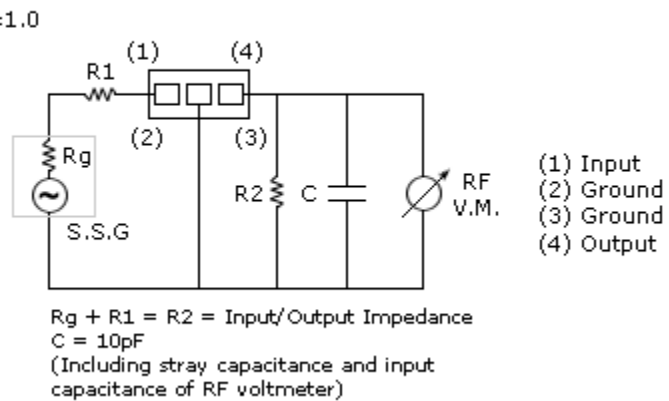 =1.0
(1) (4)
R1
(2) (3)
Rg
~
S.S.G
R2 C RF
V.M.
(1) Input
(2) Ground
(3) Ground
(4) Output
Rg + R1 = R2 = Input/Output Impedance
C = 10pF
(Including stray capacitance and input
capacitance of RF voltmeter)